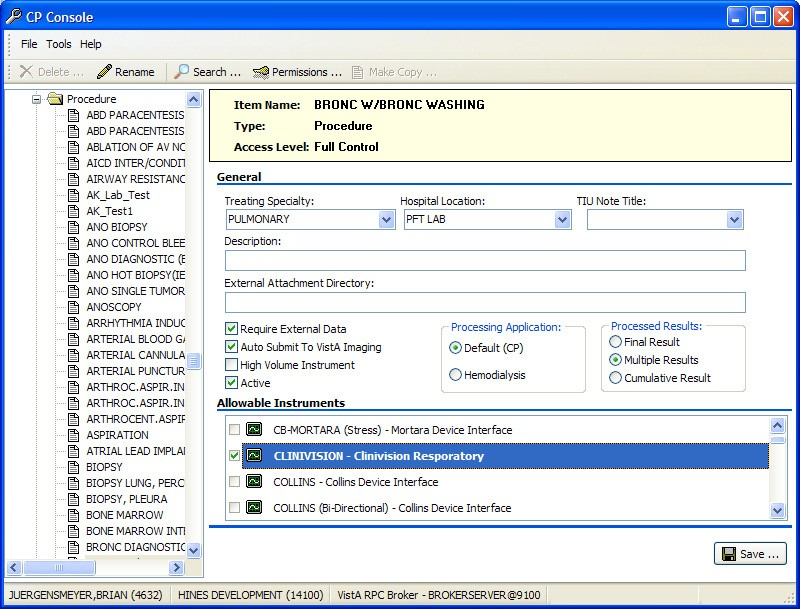 CP Console
File Tools Help
Delete ... Rename Search ... Permissions ... Make Copy ...
Procedure
ABD PARACENTESIS
ABD PARACENTESIS
ABLATION OF AV NO
AICD INTER/CONDIT
AIRWAY RESISTANC
AK_Lab_Test
AK_Test1
ANO BIOPSY
ANO CONTROL BLEE
ANO DIAGNOSTIC (E
ANO HOT BIOPSY(IE
ANO SINGLE TUMOR
ANOSCOPY
ARRHYTHMIA INDUC
ARTERIAL BLOOD GA
ARTERIAL CANNULA
ARTERIAL PUNCTUR
ARTHROC.ASPIR.IN
ARTHROC.ASPIR.IN
ARTHROCENT.ASPIR
ASPIRATION
ATRIAL LEAD IMPLA
BIOPSY
BIOPSY LUNG, PERC
BIOPSY, PLEURA
BONE MARROW
BONE MARROW INTE
BRONC DIAGNOSTIC
Item Name: BRONC W/BRONC WASHING
Type: Procedure
Access Level: Full Control
General
Treating Specialty: Hospital Location: TIU Note Title:
PULMONARY PFT LAB
Description:
External Attachment Directory:
Require External Data
Auto Submit To VistA Imaging
High Volume Instrument
Active
Processing Application:
Default (CP)
Hemodialysis
Processed Results:
Final Result
Multiple Results
Cumulative Result
Allowable Instruments
CB-MORTARA (Stress) - Mortara Device Interface
CLINIVISION - Clinivision Resporatory
COLLINS - Collins Device Interface
COLLINS (Bi-Directional) - Collins Device Interface
Save ...
JUERGENSMEYER,BRIAN (4632) HINES DEVELOPMENT (14100) VistA RPC Broker - BROKERSERVER@9100